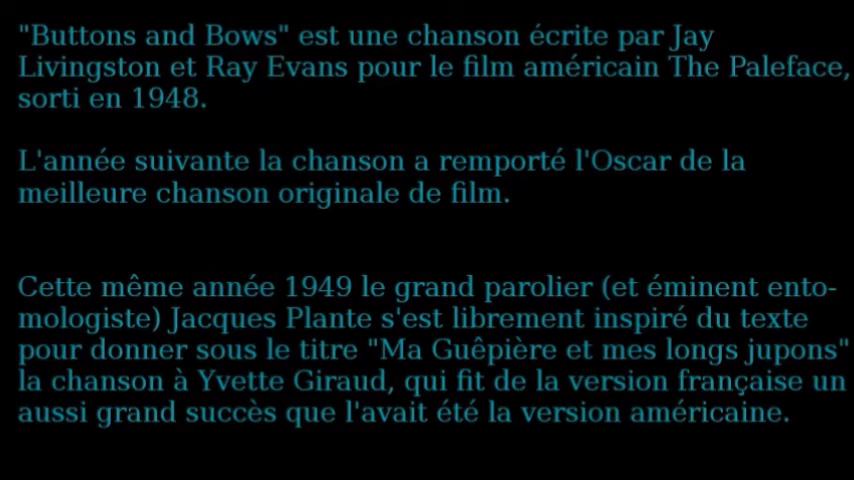 "Buttons and Bows" est une chanson écrite par Jay
Livingston et Ray Evans pour le film américain The Paleface,
sorti en 1948.
L'année suivante la chanson a remporté l'Oscar de la
meilleure chanson originale de film.
Cette même année 1949 le grand parolier (et éminent ento-
mologiste) Jacques Plante s'est librement inspiré du texte
pour donner sous le titre "Ma Guêpière et mes longs jupons"
la chanson à Yvette Giraud, qui fit de la version française un
aussi grand succès que l'avait été la version américaine.